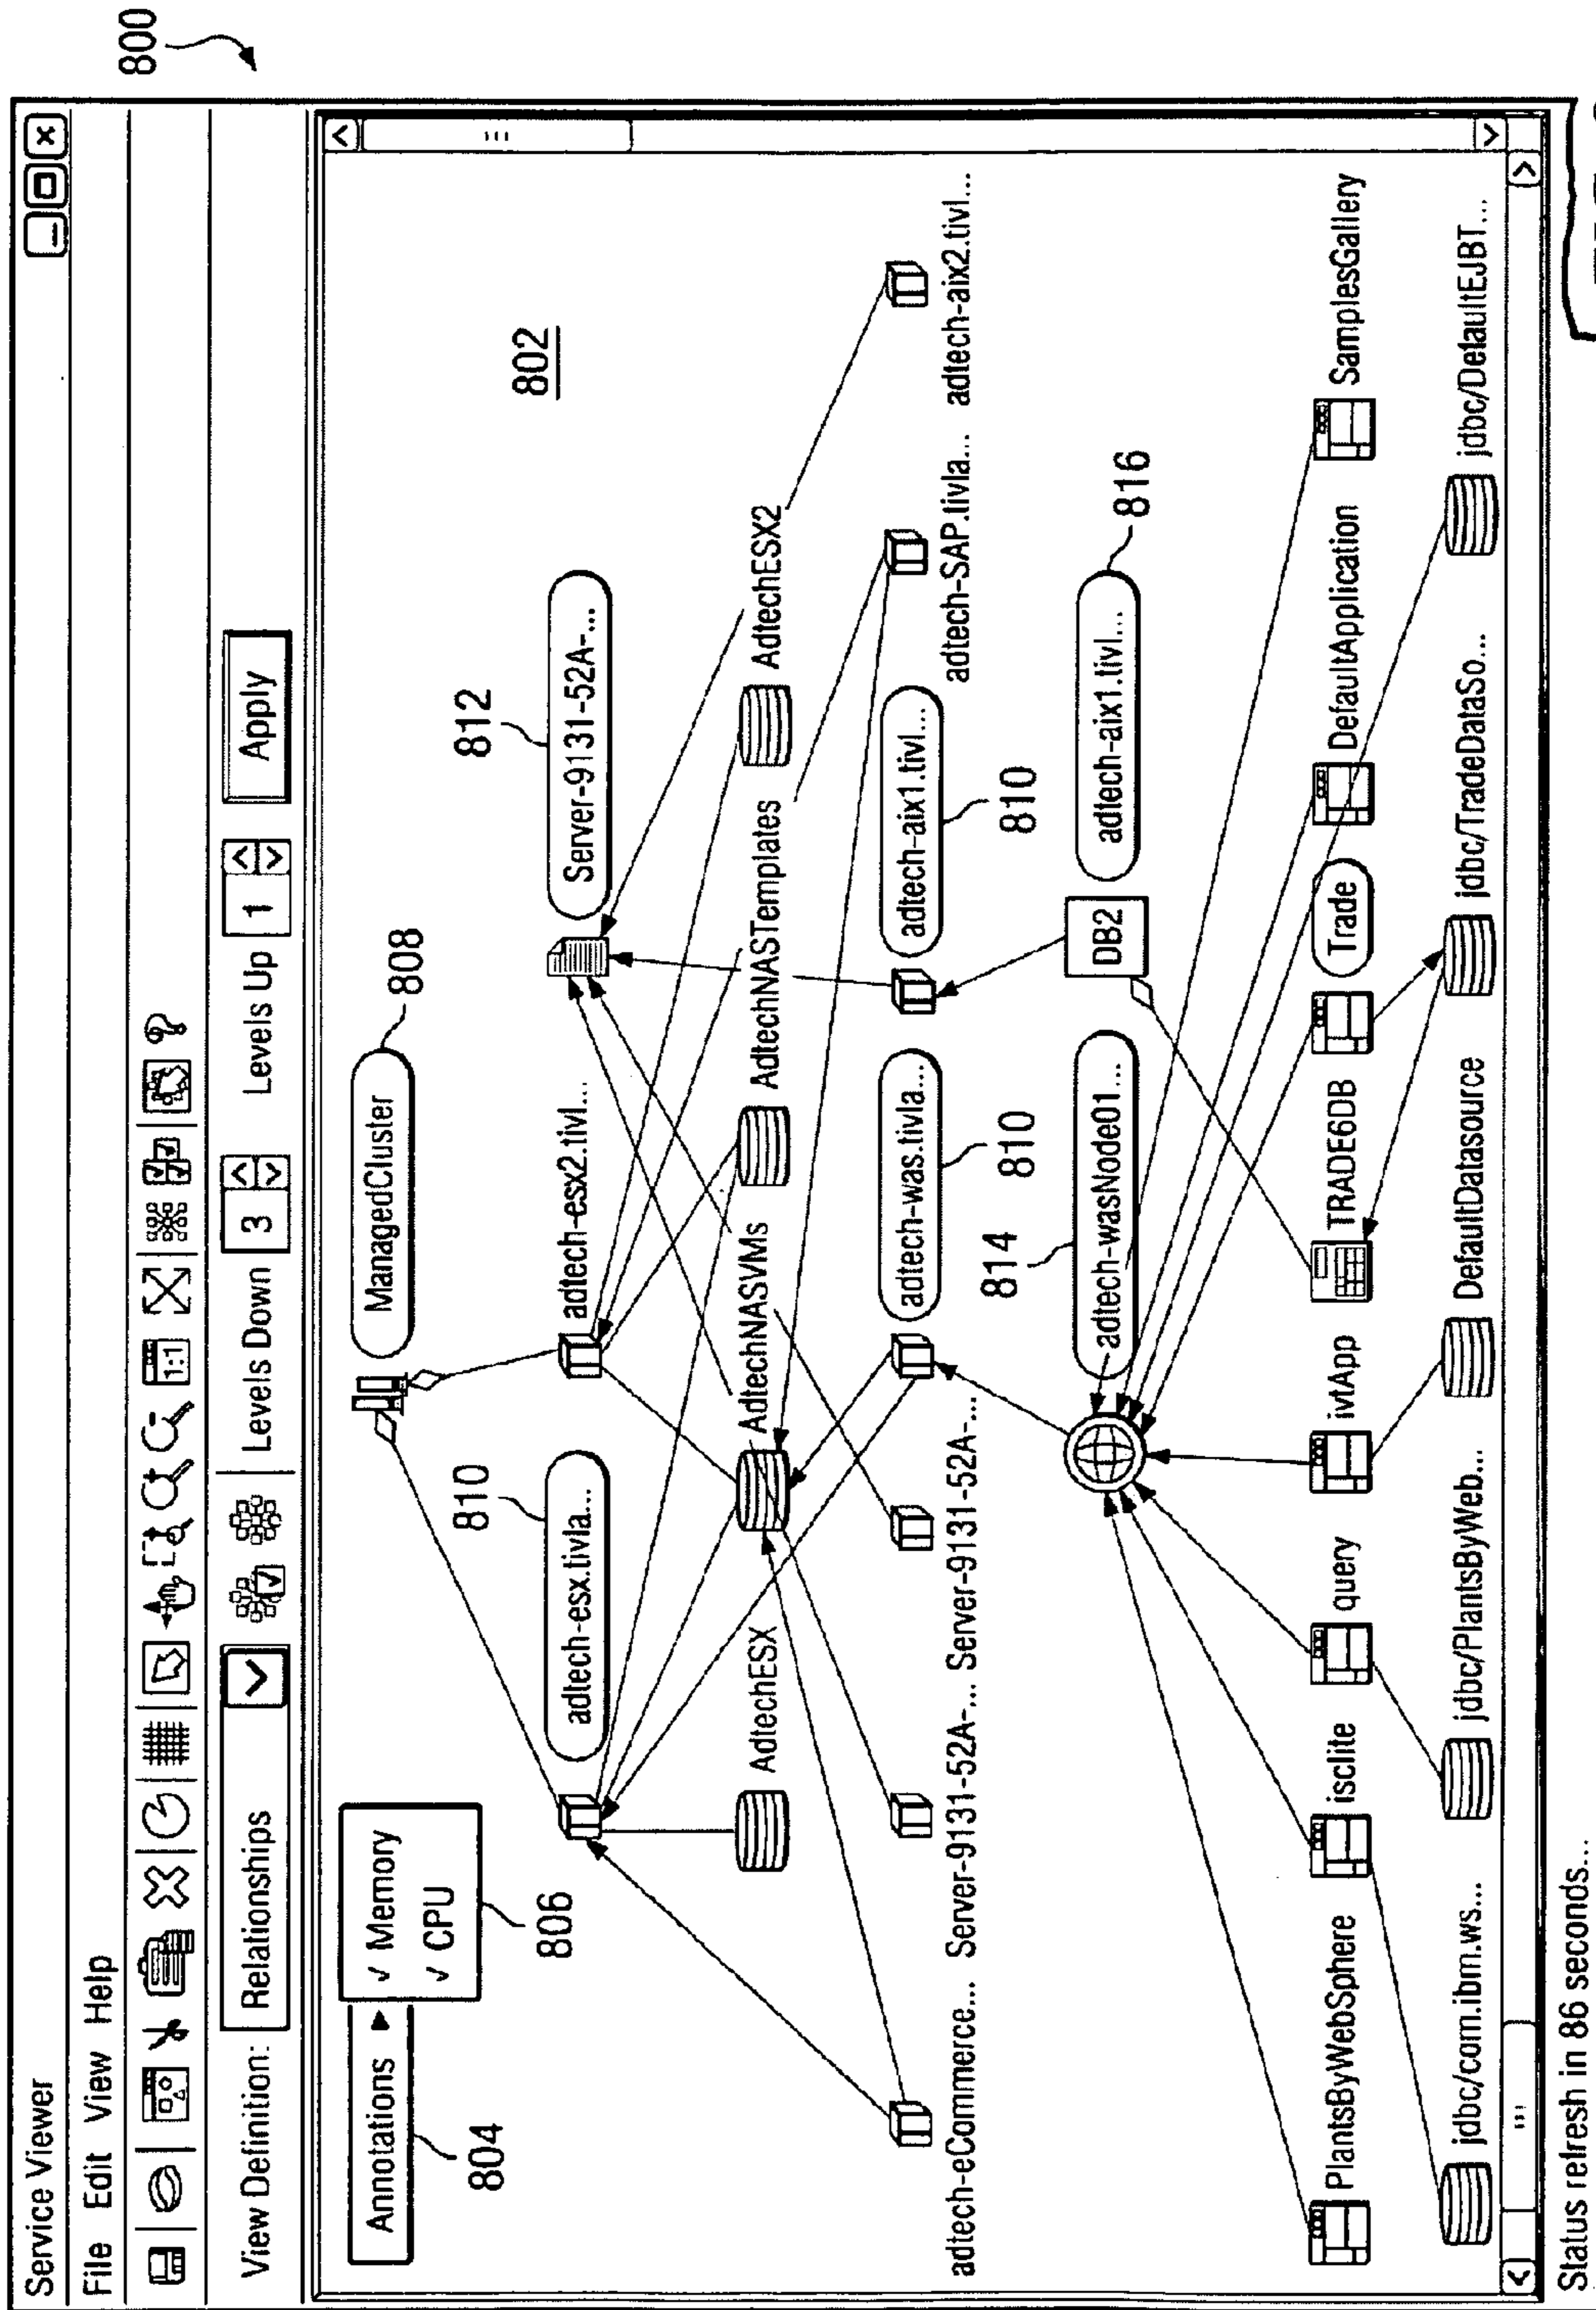 800
Service Viewer
File Edit View Help
View Definition: Relationships Levels Down 3 Levels Up 1 Apply
1:1
Annotations ▶
√ Memory
√ CPU
804
806
ManagedCluster
808
802
810
812
adtech-esx.tivla...
adtech-esx2.tivl...
Server-9131-52A-...
AdtechESX
AdtechNASVMs
AdtechNASTemplates
AdtechESX2
adtech-was.tivla...
adtech-aix1.tivl...
adtech-eCommerce...
Server-9131-52A-...
Server-9131-52A-...
810
810
adtech-SAP.tivla...
adtech-aix2.tivl...
814
816
adtech-wasNode01...
DB2
adtech-aix1.tivl...
PlantsByWebSphere
isclite
query
ivtApp
TRADE6DB
Trade
DefaultApplication
SamplesGallery
jdbc/com.ibm.ws...
jdbc/PlantsByWeb...
DefaultDatasource
jdbc/TradeDataSo...
jdbc/DefaultEJBT...
Status refresh in 86 seconds...